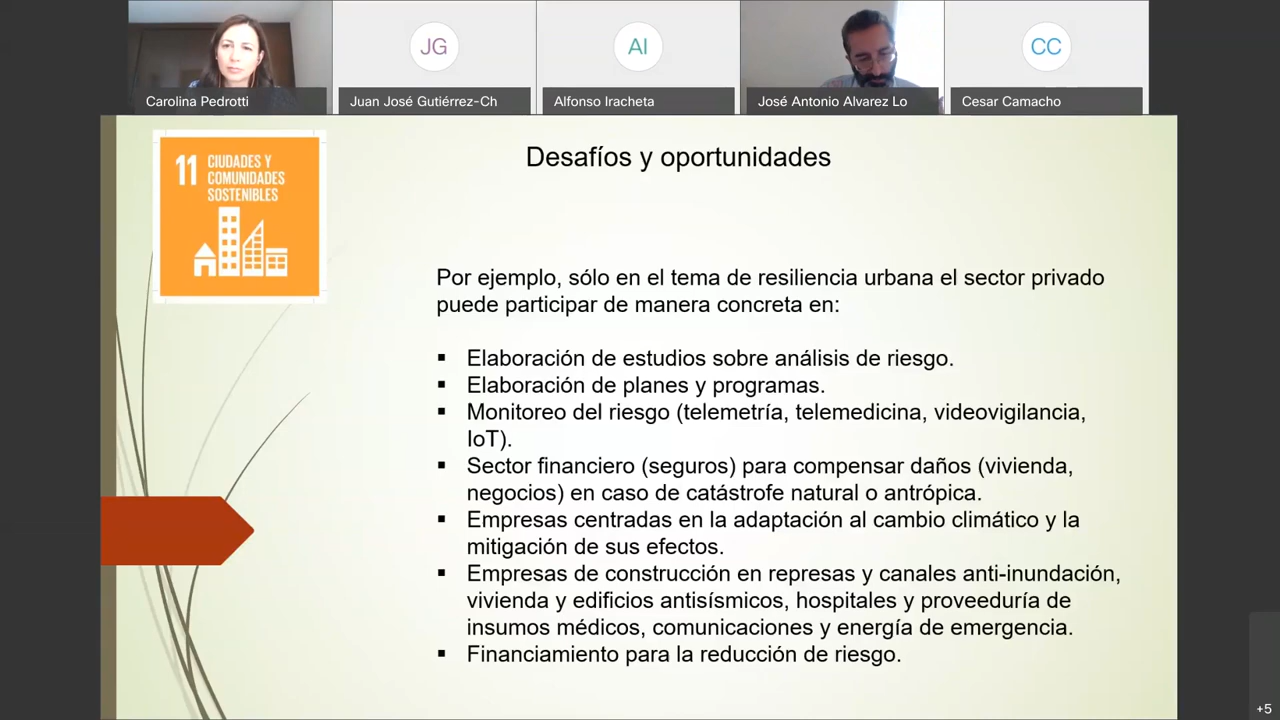 JG
AI
CC
Carolina Pedrotti
Juan José Gutiérrez-Ch
Alfonso Iracheta
José Antonio Alvarez Lo
Cesar Camacho
11 CIUDADES Y
COMUNIDADES
SOSTENIBLES
Desafíos y oportunidades
Por ejemplo, sólo en el tema de resiliencia urbana el sector privado
puede participar de manera concreta en:
▪ Elaboración de estudios sobre análisis de riesgo.
▪ Elaboración de planes y programas.
▪ Monitoreo del riesgo (telemetría, telemedicina, videovigilancia,
IoT).
▪ Sector financiero (seguros) para compensar daños (vivienda,
negocios) en caso de catástrofe natural o antrópica.
▪ Empresas centradas en la adaptación al cambio climático y la
mitigación de sus efectos.
▪ Empresas de construcción en represas y canales anti-inundación,
vivienda y edificios antisísmicos, hospitales y proveeduría de
insumos médicos, comunicaciones y energía de emergencia.
▪ Financiamiento para la reducción de riesgo.
+5